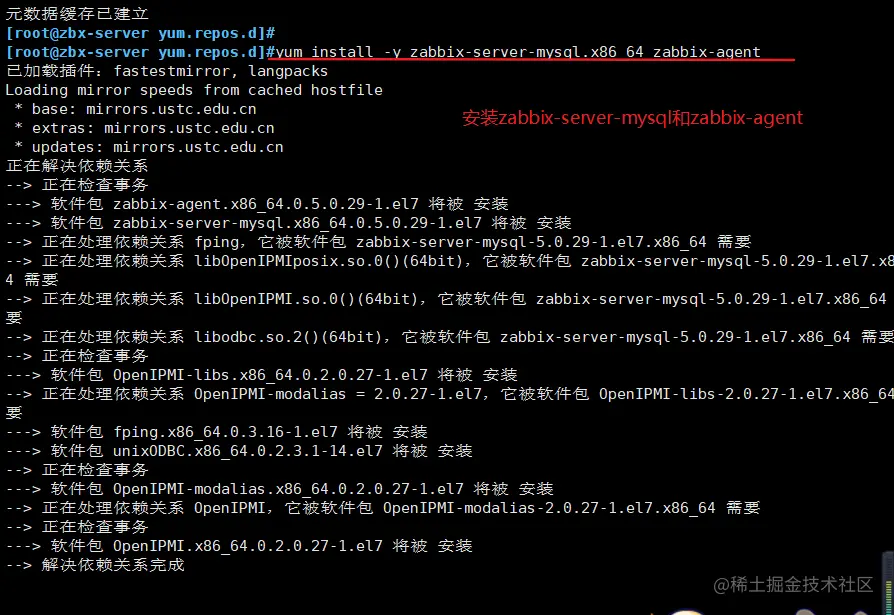 元数据缓存已建立
[root@zbx-server yum.repos.d]#
[root@zbx-server yum.repos.d]#yum install -y zabbix-server-mysql.x86_64 zabbix-agent
已加载插件：fastestmirror, langpacks
Loading mirror speeds from cached hostfile
 * base: mirrors.ustc.edu.cn
安装zabbix-server-mysql和zabbix-agent
 * extras: mirrors.ustc.edu.cn
 * updates: mirrors.ustc.edu.cn
正在解决依赖关系
--> 正在检查事务
---> 软件包 zabbix-agent.x86_64.0.5.0.29-1.el7 将被 安装
---> 软件包 zabbix-server-mysql.x86_64.0.5.0.29-1.el7 将被 安装
--> 正在处理依赖关系 fping，它被软件包 zabbix-server-mysql-5.0.29-1.el7.x86_64 需要
--> 正在处理依赖关系 libOpenIPMIposix.so.0()(64bit)，它被软件包 zabbix-server-mysql-5.0.29-1.el7.x8
4 需要
--> 正在处理依赖关系 libOpenIPMI.so.0()(64bit)，它被软件包 zabbix-server-mysql-5.0.29-1.el7.x86_64
要
--> 正在处理依赖关系 libodbc.so.2()(64bit)，它被软件包 zabbix-server-mysql-5.0.29-1.el7.x86_64 需要
--> 正在检查事务
---> 软件包 OpenIPMI-libs.x86_64.0.2.0.27-1.el7 将被 安装
--> 正在处理依赖关系 OpenIPMI-modalias = 2.0.27-1.el7，它被软件包 OpenIPMI-libs-2.0.27-1.el7.x86_64
要
---> 软件包 fping.x86_64.0.3.16-1.el7 将被 安装
---> 软件包 unixODBC.x86_64.0.2.3.1-14.el7 将被 安装
--> 正在检查事务
---> 软件包 OpenIPMI-modalias.x86_64.0.2.0.27-1.el7 将被 安装
--> 正在处理依赖关系 OpenIPMI，它被软件包 OpenIPMI-modalias-2.0.27-1.el7.x86_64 需要
--> 正在检查事务
---> 软件包 OpenIPMI.x86_64.0.2.0.27-1.el7 将被 安装
--> 解决依赖关系完成
@稀土掘金技术社区